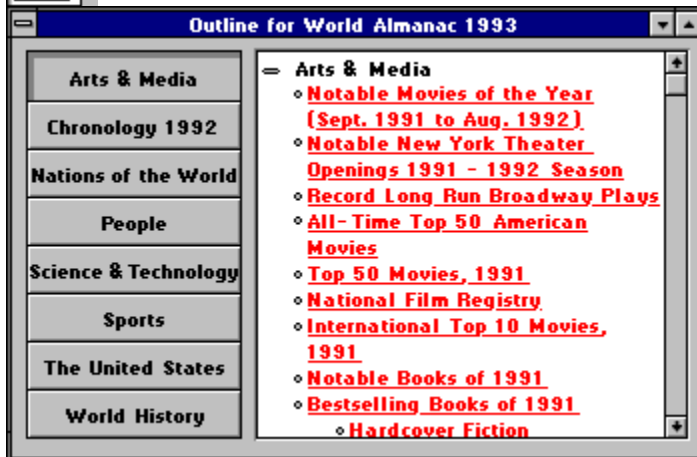 Outline for World Almanac 1993
Arts & Media
Chronology 1992
Nations of the World
People
Science & Technology
Sports
The United States
World History
Arts & Media
Notable Movies of the Year
(Sept. 1991 to Aug. 1992)
Notable New York Theater
Openings 1991 - 1992 Season
Record Long Run Broadway Plays
All-Time Top 50 American
Movies
Top 50 Movies, 1991
National Film Registry
International Top 10 Movies,
1991
Notable Books of 1991
Bestselling Books of 1991
Hardcover Fiction